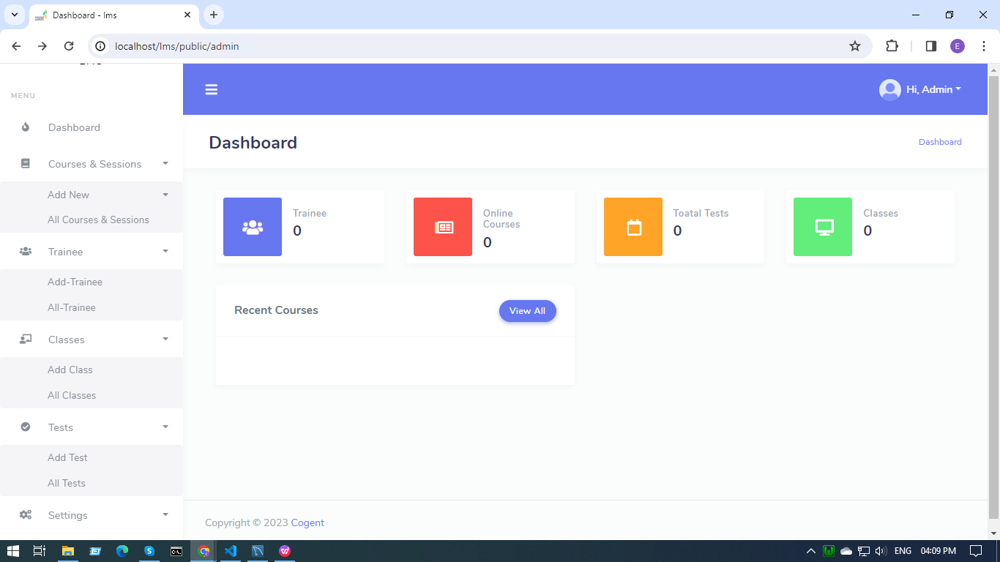 Dashboard - lms
localhost/lms/public/admin
E
MENU
Hi, Admin
Dashboard
Dashboard
Dashboard
Courses & Sessions
Add New
All Courses & Sessions
Trainee
Add-Trainee
All-Trainee
Classes
Add Class
All Classes
Tests
Add Test
All Tests
Settings
Trainee
0
Online
Courses
0
Toatal Tests
0
Classes
0
Recent Courses
View All
Copyright © 2023 Cogent
ENG
04:09 PM